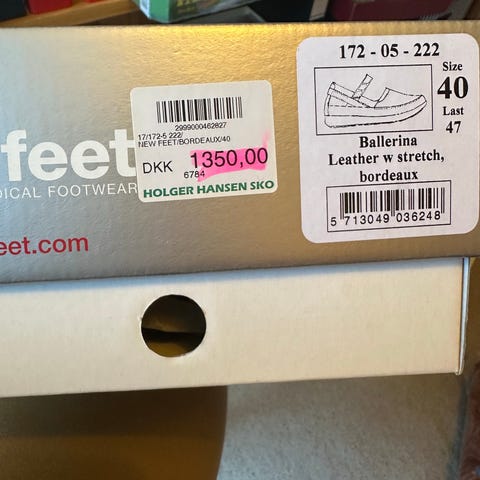 feet
DICAL FOOTWEAR
eet.com
2999000462827
17/172-5 222/
NEW FEET/BORDEAUX/40
DKK 1350,00
6784
HOLGER HANSEN SKO
172 - 05 - 222
Size
40
Last
47
Ballerina
Leather w stretch,
bordeaux
5 713049 036248